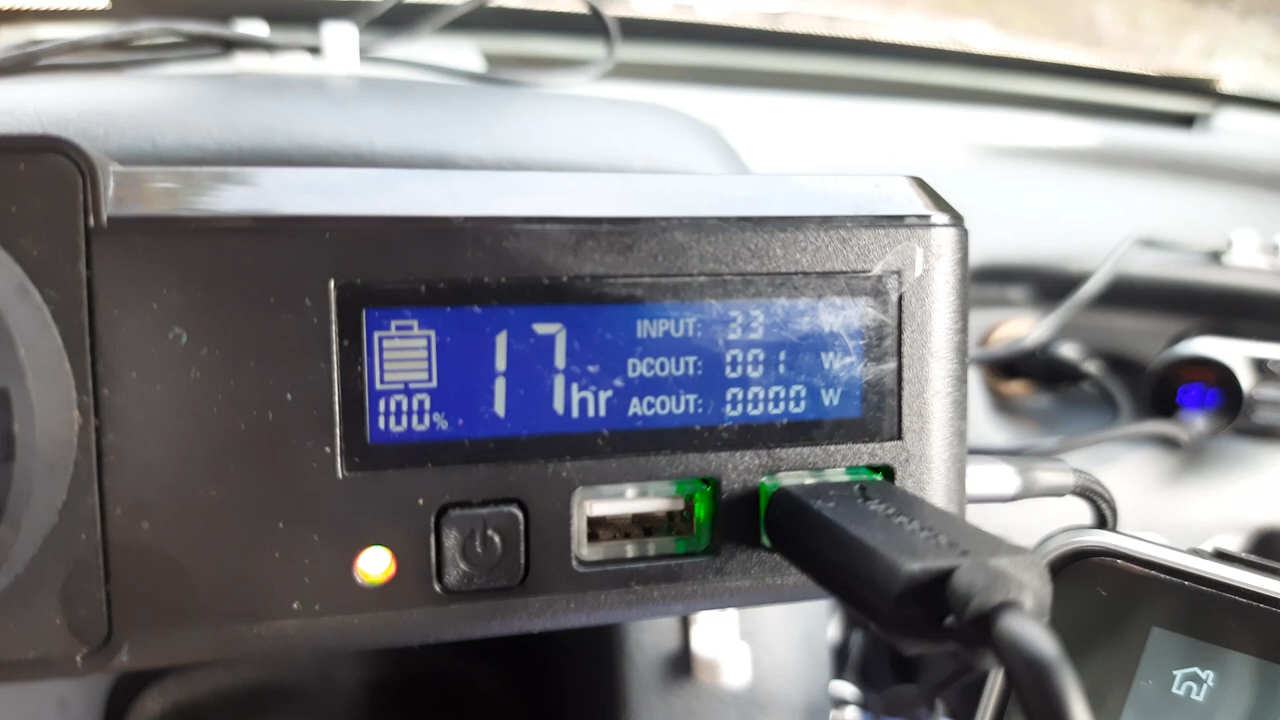 100%
17hr
INPUT: 33 W
DCOUT: 001 W
ACOUT: 0000 W